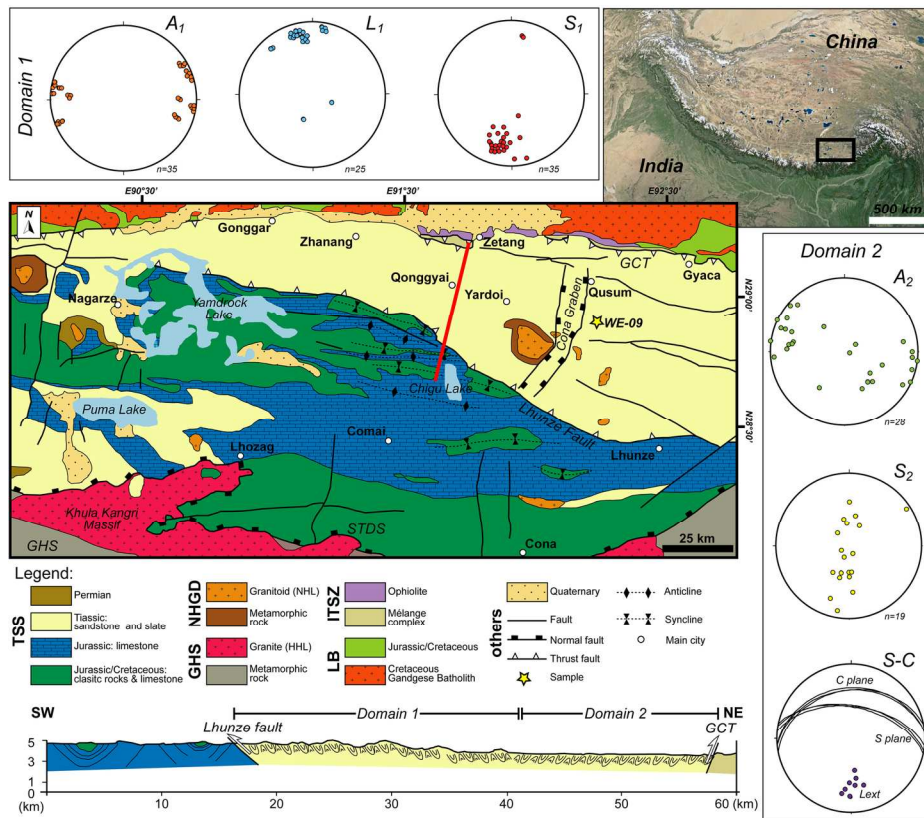 A1
L1
S1
Domain 1
n=35
n=25
n=35
China
India
500 km
E90°30'
E91°30'
E92°30'
N
Gonggar
Zhanang
Zetang
GCT
Gyaca
Qonggyai
Qusum
Nagarze
Yamdrock
Lake
Yardoi
Cona Graben
WE-09
N29°00'
Chigu Lake
Puma Lake
Lhunze Fault
N28°30'
Comai
Lhozag
Lhunze
Khula Kangri
Massif
STDS
GHS
Cona
25 km
Domain 2
A2
n=28
S2
n=19
S-C
C plane
S plane
Lext
Legend:
TSS
Permian
Tiassic:
sandstone and slate
Jurassic: limestone
Jurassic/Cretaceous:
clasitc rocks & limestone
NHGD
Granitoid (NHL)
Metamorphic
rock
GHS
Granite (HHL)
Metamorphic
rock
ITSZ
Ophiolite
Mélange
complex
LB
Jurassic/Cretaceous
Cretaceous
Gandgese Batholith
others
Quaternary
Fault
Normal fault
Thrust fault
Sample
Anticline
Syncline
Main city
SW
Domain 1
Domain 2
NE
Lhunze fault
GCT
5
3
1
0
(km)
0
10
20
30
40
50
60 (km)
5
3
1
0